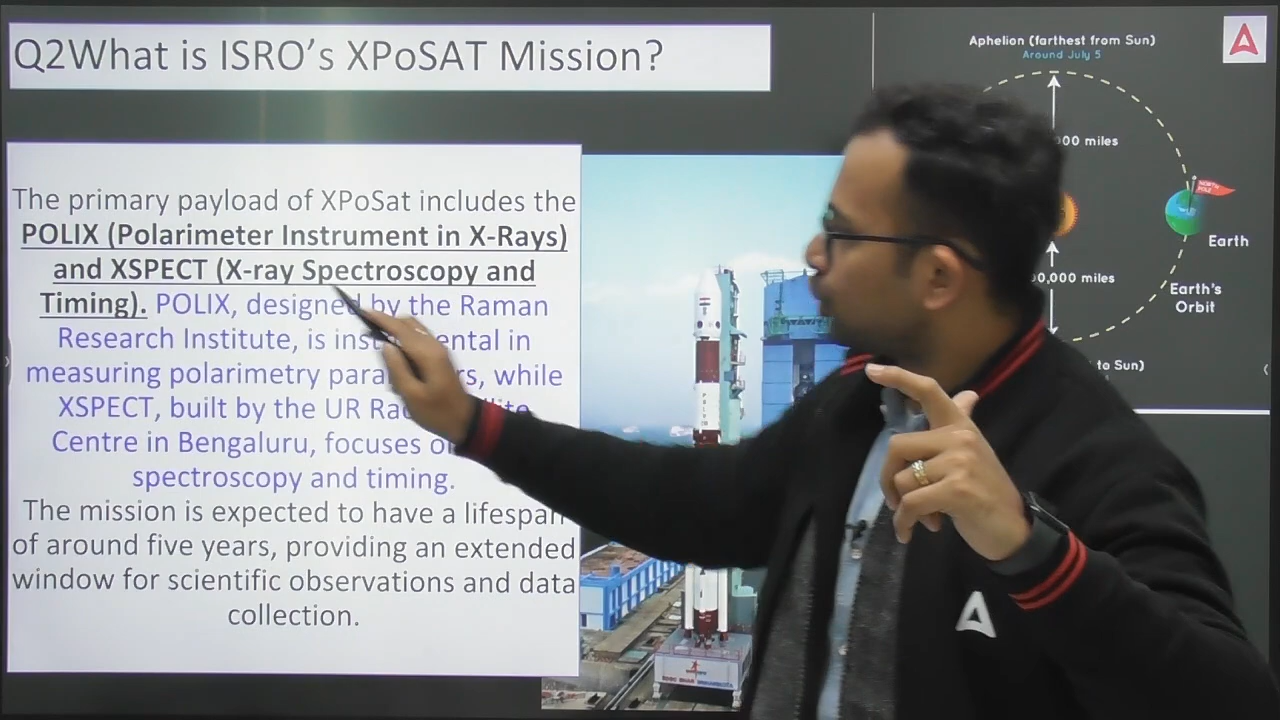 Q2What is ISRO’s XPoSAT Mission?
The primary payload of XPoSat includes the
POLIX (Polarimeter Instrument in X-Rays)
and XSPECT (X-ray Spectroscopy and
Timing). POLIX, designed by the Raman
Research Institute, is in
measuring polarimetry while
XSPECT, built by the UR
Centre in Bengaluru, focuses
spectroscopy and timing.
The mission is expected to have a lifespan
of around five years, providing an extended
window for scientific observations and data
collection.
Aphelion (farthest from Sun)
Around July 5
miles
NORTH
POLE
Earth
miles
Earth's
Orbit
to Sun)